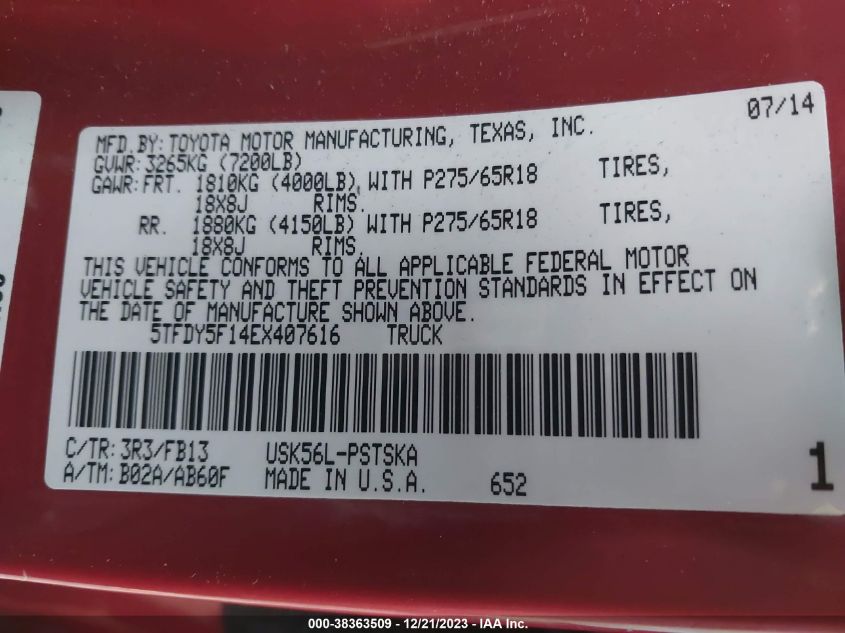 07/14
MFD.BY: TOYOTA MOTOR MANUFACTURING, TEXAS, INC.
GVWR: 3265KG (7200LB)
GAWR: FRT. 1810KG (4000LB) WITH P275/65R18 TIRES,
18X8J RIMS.
RR. 1880KG (4150LB) WITH P275/65R18 TIRES,
18X8J RIMS.
THIS VEHICLE CONFORMS TO ALL APPLICABLE FEDERAL MOTOR
VEHICLE SAFETY AND THEFT PREVENTION STANDARDS IN EFFECT ON
THE DATE OF MANUFACTURE SHOWN ABOVE.
5TFDY5F14EX407616 TRUCK
C/TR: 3R3/FB13 USK56L-PSTSKA
A/TM: B02A/AB60F MADE IN U.S.A. 652
1
000-38363509 - 12/21/2023 - IAA Inc.